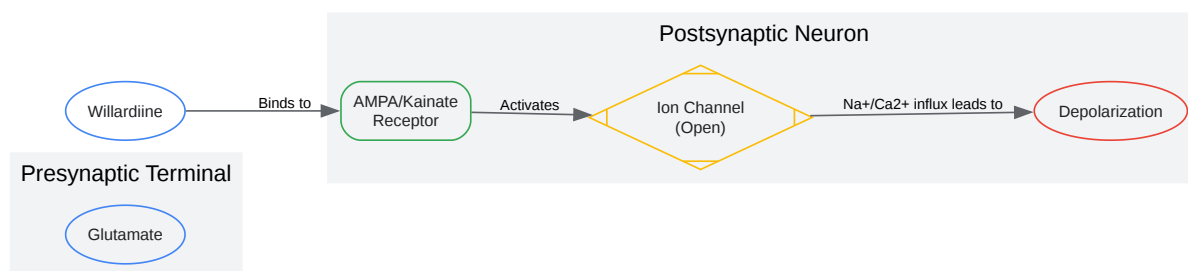 Postsynaptic Neuron
Willardiine
Binds to
AMPA/Kainate
Receptor
Activates
Ion Channel
(Open)
Na+/Ca2+ influx leads to
Depolarization
Presynaptic Terminal
Glutamate